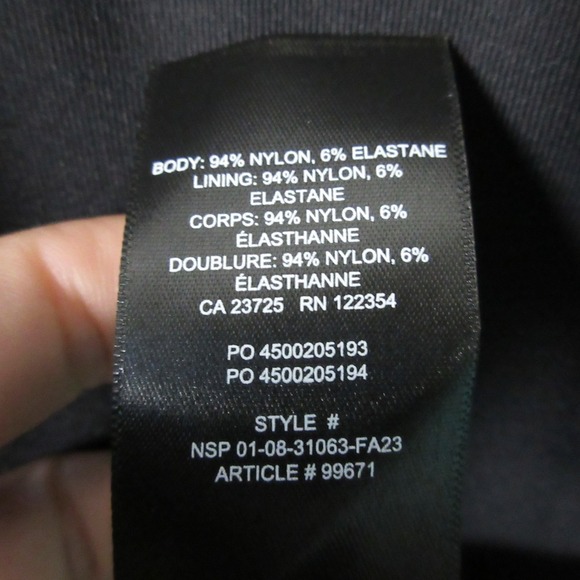 BODY: 94% NYLON, 6% ELASTANE
LINING: 94% NYLON, 6%
ELASTANE
CORPS: 94% NYLON, 6%
ÉLASTHANNE
DOUBLURE: 94% NYLON, 6%
ÉLASTHANNE
CA 23725 RN 122354
PO 4500205193
PO 4500205194
STYLE #
NSP 01-08-31063-FA23
ARTICLE # 99671